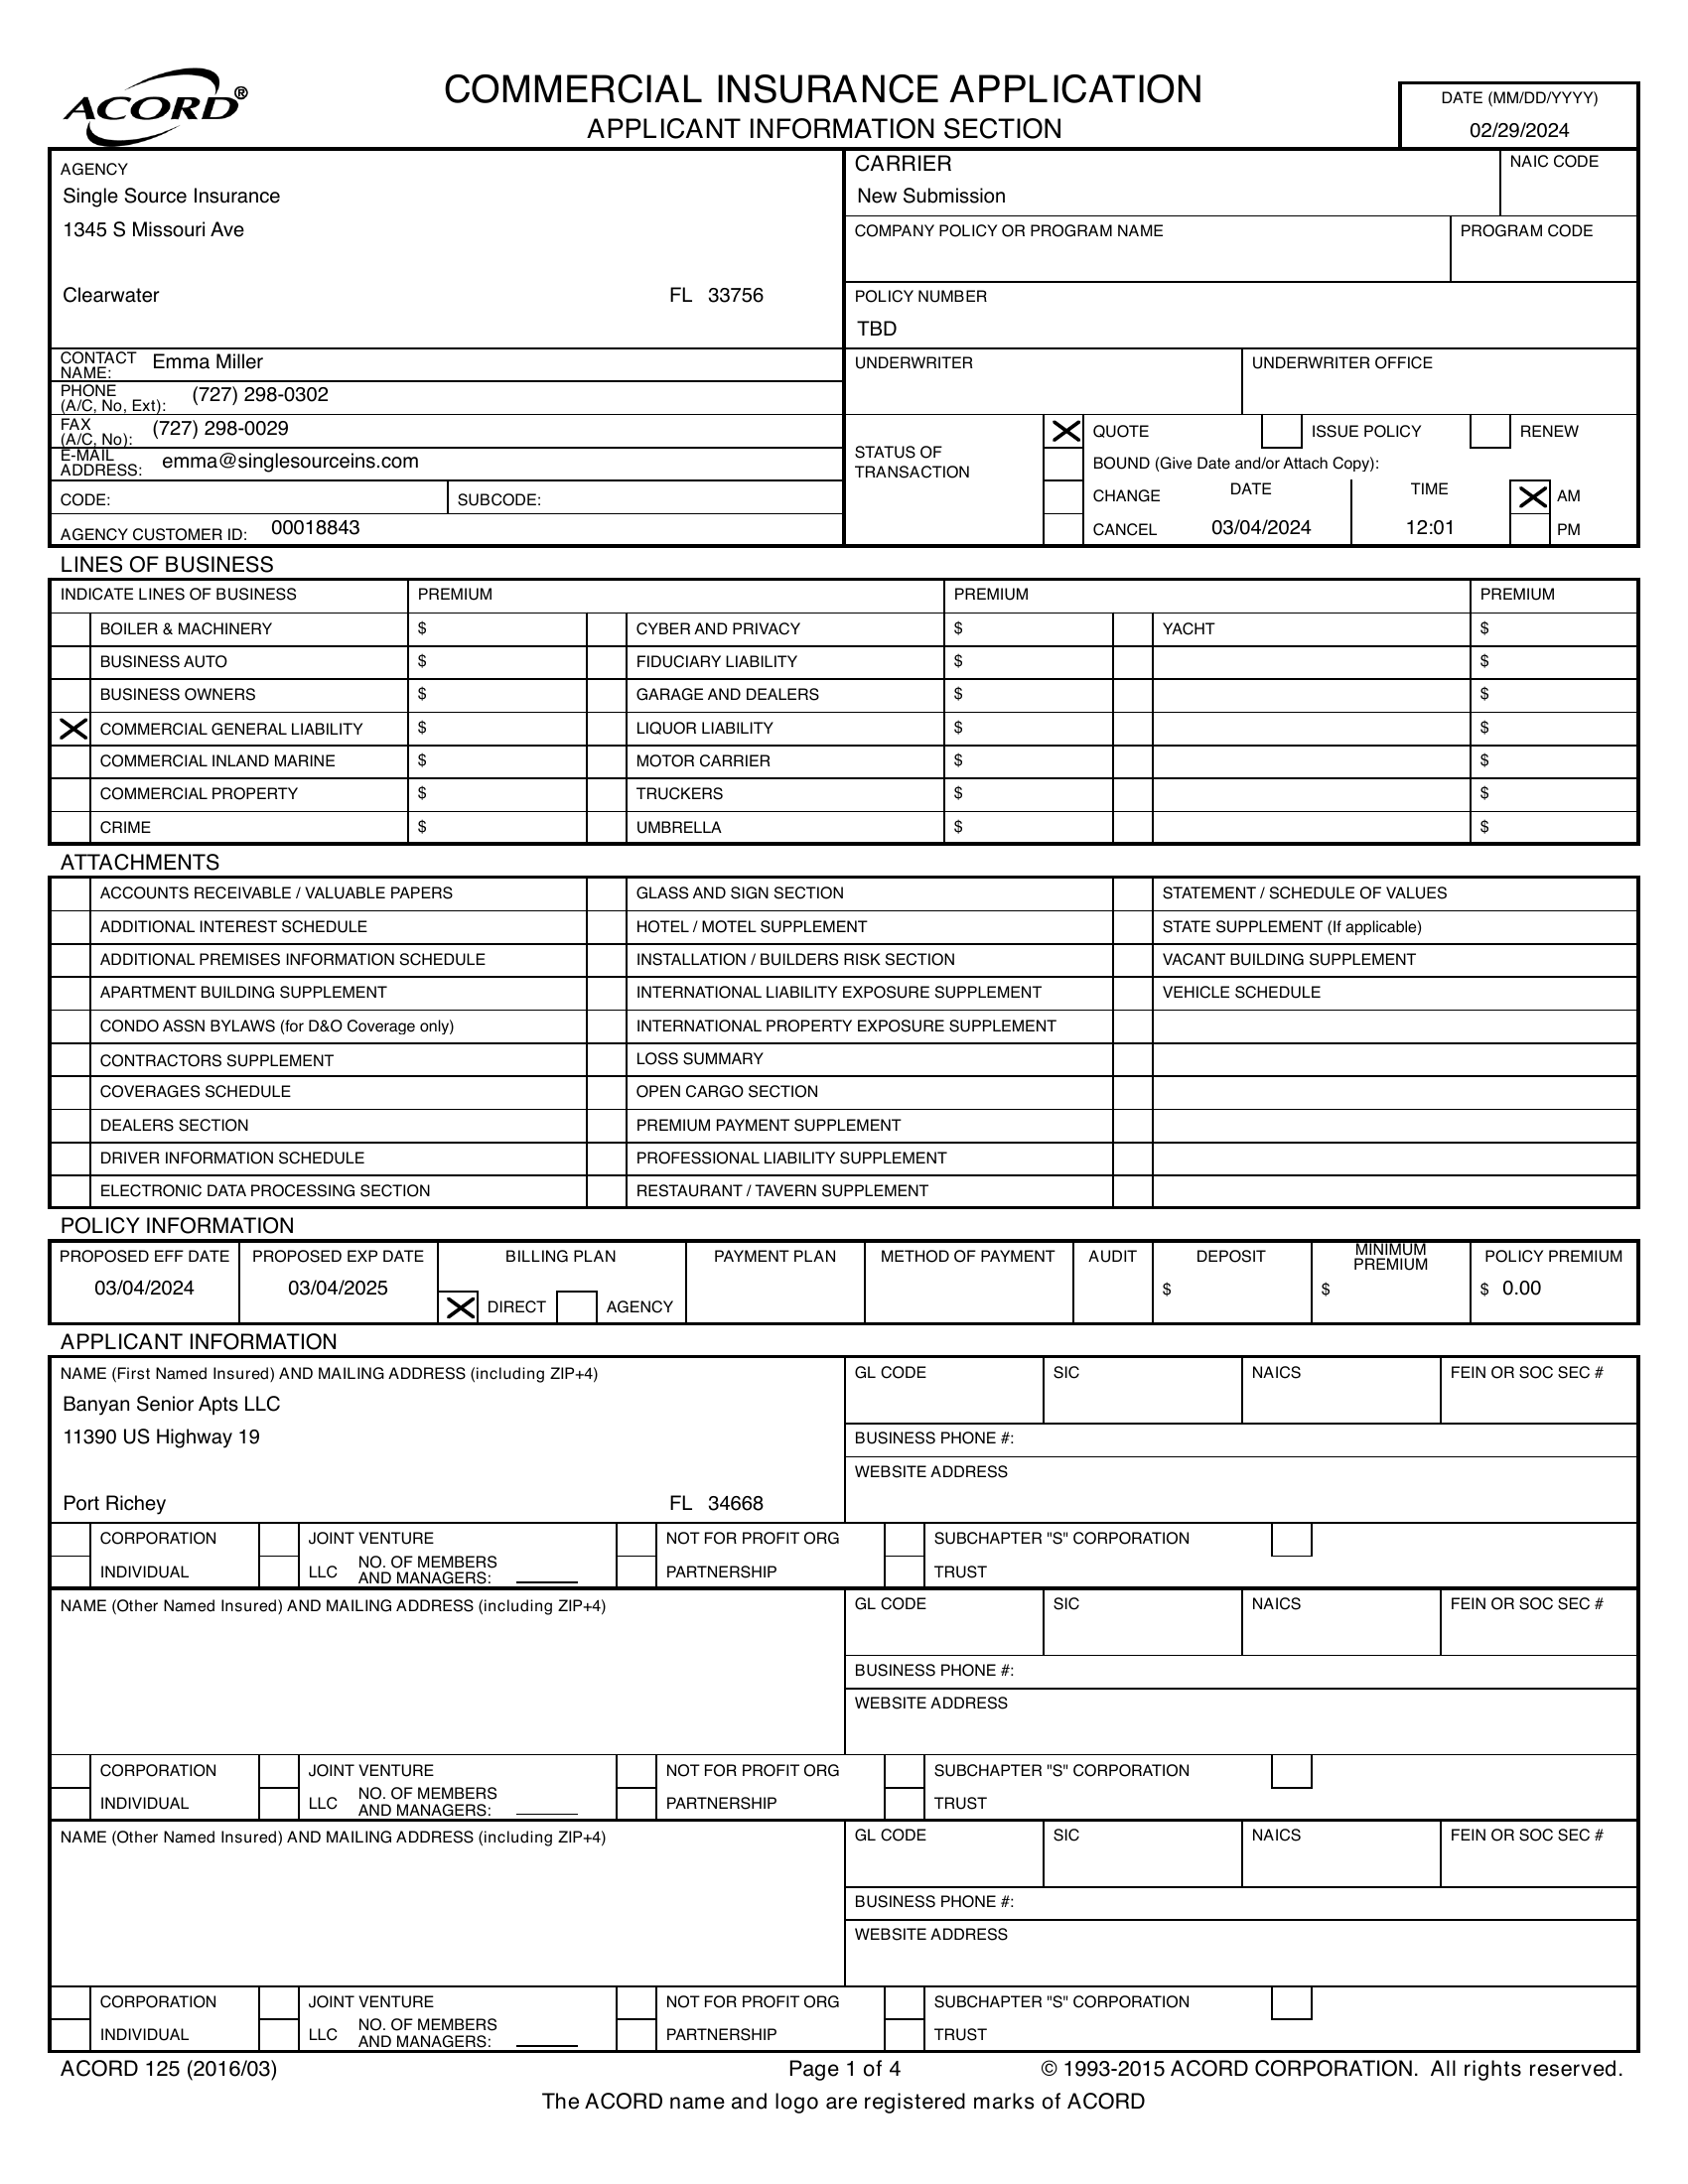 ACORD®
COMMERCIAL INSURANCE APPLICATION
APPLICANT INFORMATION SECTION
DATE (MM/DD/YYYY)
02/29/2024
AGENCY
Single Source Insurance
1345 S Missouri Ave
Clearwater FL 33756
CONTACT NAME: Emma Miller
PHONE (A/C, No, Ext): (727) 298-0302
FAX (A/C, No): (727) 298-0029
E-MAIL ADDRESS: emma@singlesourceins.com
CODE: SUBCODE:
AGENCY CUSTOMER ID: 00018843
CARRIER NAIC CODE
New Submission
COMPANY POLICY OR PROGRAM NAME PROGRAM CODE
POLICY NUMBER
TBD
UNDERWRITER UNDERWRITER OFFICE
STATUS OF TRANSACTION
X QUOTE ISSUE POLICY RENEW
BOUND (Give Date and/or Attach Copy):
CHANGE DATE TIME X AM
CANCEL 03/04/2024 12:01 PM
LINES OF BUSINESS
INDICATE LINES OF BUSINESS PREMIUM PREMIUM PREMIUM
BOILER & MACHINERY $ CYBER AND PRIVACY $ YACHT $
BUSINESS AUTO $ FIDUCIARY LIABILITY $ $
BUSINESS OWNERS $ GARAGE AND DEALERS $ $
X COMMERCIAL GENERAL LIABILITY $ LIQUOR LIABILITY $ $
COMMERCIAL INLAND MARINE $ MOTOR CARRIER $ $
COMMERCIAL PROPERTY $ TRUCKERS $ $
CRIME $ UMBRELLA $ $
ATTACHMENTS
ACCOUNTS RECEIVABLE / VALUABLE PAPERS GLASS AND SIGN SECTION STATEMENT / SCHEDULE OF VALUES
ADDITIONAL INTEREST SCHEDULE HOTEL / MOTEL SUPPLEMENT STATE SUPPLEMENT (If applicable)
ADDITIONAL PREMISES INFORMATION SCHEDULE INSTALLATION / BUILDERS RISK SECTION VACANT BUILDING SUPPLEMENT
APARTMENT BUILDING SUPPLEMENT INTERNATIONAL LIABILITY EXPOSURE SUPPLEMENT VEHICLE SCHEDULE
CONDO ASSN BYLAWS (for D&O Coverage only) INTERNATIONAL PROPERTY EXPOSURE SUPPLEMENT
CONTRACTORS SUPPLEMENT LOSS SUMMARY
COVERAGES SCHEDULE OPEN CARGO SECTION
DEALERS SECTION PREMIUM PAYMENT SUPPLEMENT
DRIVER INFORMATION SCHEDULE PROFESSIONAL LIABILITY SUPPLEMENT
ELECTRONIC DATA PROCESSING SECTION RESTAURANT / TAVERN SUPPLEMENT
POLICY INFORMATION
PROPOSED EFF DATE PROPOSED EXP DATE BILLING PLAN PAYMENT PLAN METHOD OF PAYMENT AUDIT DEPOSIT MINIMUM PREMIUM POLICY PREMIUM
03/04/2024 03/04/2025 X DIRECT AGENCY $ $ $ 0.00
APPLICANT INFORMATION
NAME (First Named Insured) AND MAILING ADDRESS (including ZIP+4)
Banyan Senior Apts LLC
11390 US Highway 19
Port Richey FL 34668
GL CODE SIC NAICS FEIN OR SOC SEC #
BUSINESS PHONE #:
WEBSITE ADDRESS
CORPORATION JOINT VENTURE NOT FOR PROFIT ORG SUBCHAPTER "S" CORPORATION
INDIVIDUAL LLC NO. OF MEMBERS AND MANAGERS: PARTNERSHIP TRUST
NAME (Other Named Insured) AND MAILING ADDRESS (including ZIP+4)
GL CODE SIC NAICS FEIN OR SOC SEC #
BUSINESS PHONE #:
WEBSITE ADDRESS
CORPORATION JOINT VENTURE NOT FOR PROFIT ORG SUBCHAPTER "S" CORPORATION
INDIVIDUAL LLC NO. OF MEMBERS AND MANAGERS: PARTNERSHIP TRUST
NAME (Other Named Insured) AND MAILING ADDRESS (including ZIP+4)
GL CODE SIC NAICS FEIN OR SOC SEC #
BUSINESS PHONE #:
WEBSITE ADDRESS
CORPORATION JOINT VENTURE NOT FOR PROFIT ORG SUBCHAPTER "S" CORPORATION
INDIVIDUAL LLC NO. OF MEMBERS AND MANAGERS: PARTNERSHIP TRUST
ACORD 125 (2016/03) Page 1 of 4 © 1993-2015 ACORD CORPORATION. All rights reserved.
The ACORD name and logo are registered marks of ACORD